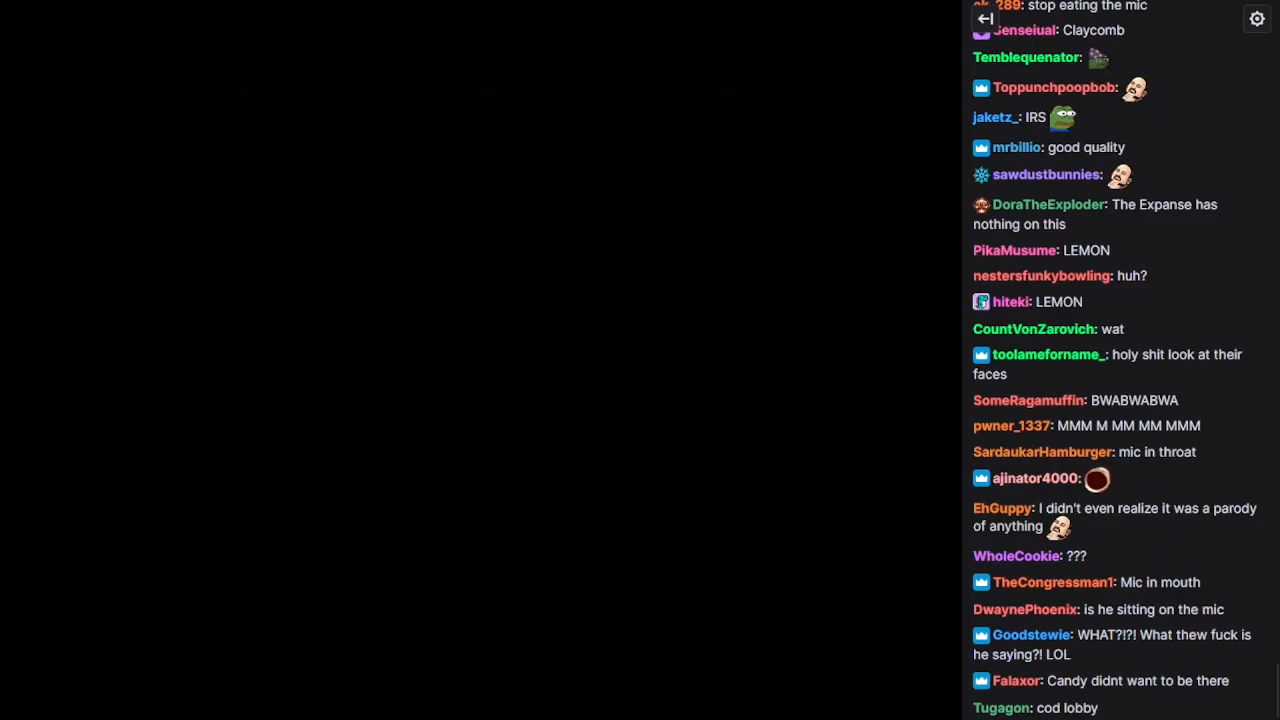 ek_289: stop eating the mic
Senseiual: Claycomb
Temblequenator:
Toppunchpoopbob:
jaketz_: IRS
mrbillio: good quality
sawdustbunnies:
DoraTheExploder: The Expanse has
nothing on this
PikaMusume: LEMON
nestersfunkybowling: huh?
hiteki: LEMON
CountVonZarovich: wat
toolameforname_: holy shit look at their
faces
SomeRagamuffin: BWABWABWA
pwner_1337: MMM M MM MM MMM
SardaukarHamburger: mic in throat
ajinator4000:
EhGuppy: I didn't even realize it was a parody
of anything
WholeCookie: ???
TheCongressman1: Mic in mouth
DwaynePhoenix: is he sitting on the mic
Goodstewie: WHAT?!?! What thew fuck is
he saying?! LOL
Falaxor: Candy didnt want to be there
Tugagon: cod lobby